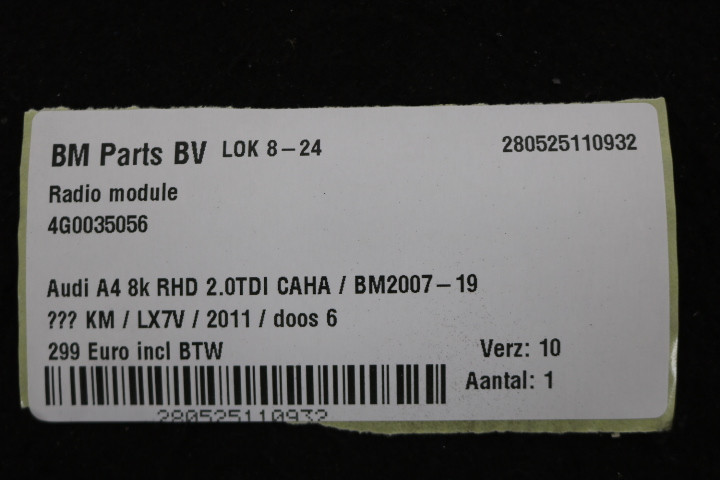 BM Parts BV LOK 8-24 280525110932
Radio module
4G0035056
Audi A4 8k RHD 2.0TDI CAHA / BM2007-19
??? KM / LX7V / 2011 / doos 6
299 Euro incl BTW Verz: 10
Aantal: 1
280525110932